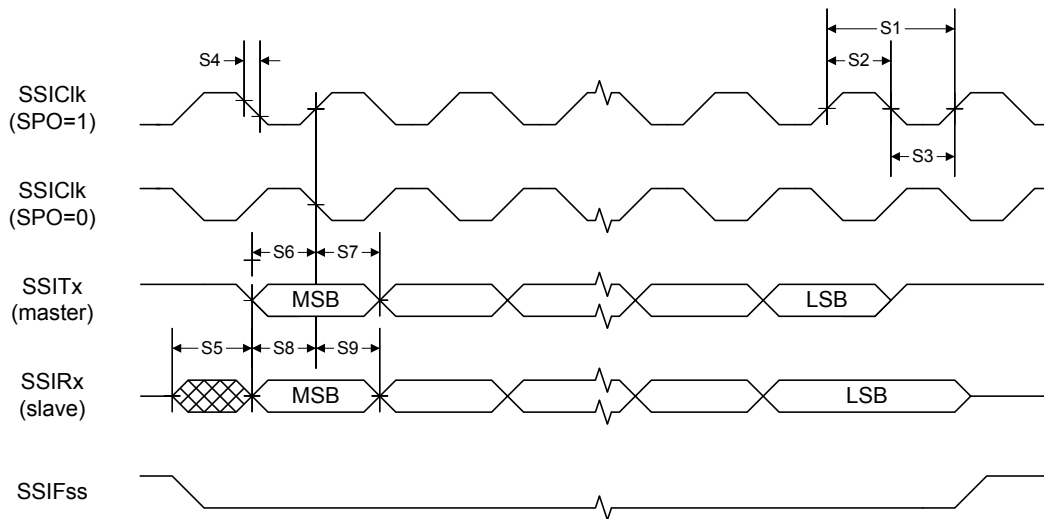 S1
S4
S2
SSIClk
(SPO=1)
S3
SSIClk
(SPO=0)
S6
S7
SSITx
(master)
MSB
LSB
S5
S8
S9
SSIRx
(slave)
MSB
LSB
SSIFss